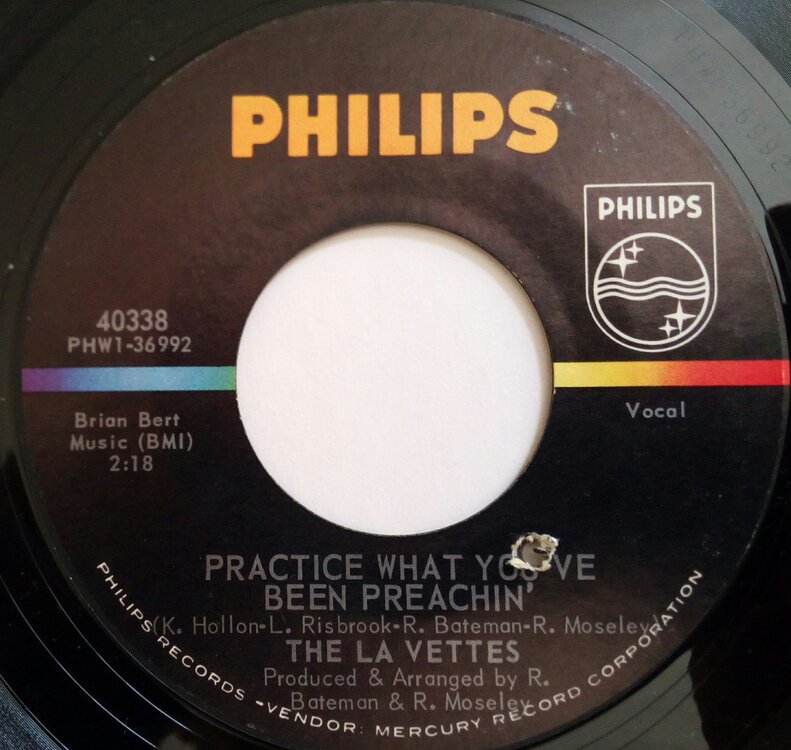 PHILIPS
PHILIPS
40338
PHW1-36992
Brian Bert
Music (BMI)
2:18
Vocal
PRACTICE WHAT YOU'VE
BEEN PREACHIN'
(K. Hollon-L. Risbrook-R. Bateman-R. Moseley)
THE LA VETTES
Produced & Arranged by R.
Bateman & R. Moseley
PHILIPS RECORDS - VENDOR: MERCURY RECORD CORPORATION